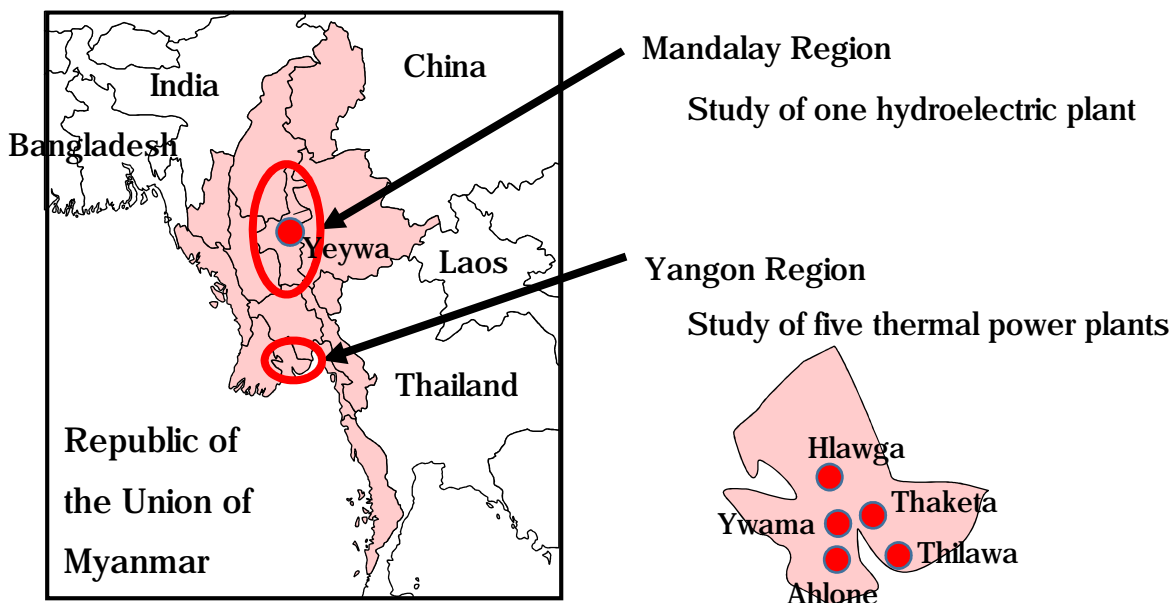 China
India
Bangladesh
Yeywa
Laos
Thailand
Republic of
the Union of
Myanmar
Mandalay Region
Study of one hydroelectric plant
Yangon Region
Study of five thermal power plants
Hlawga
Thaketa
Ywama
Thilawa
Ahlone